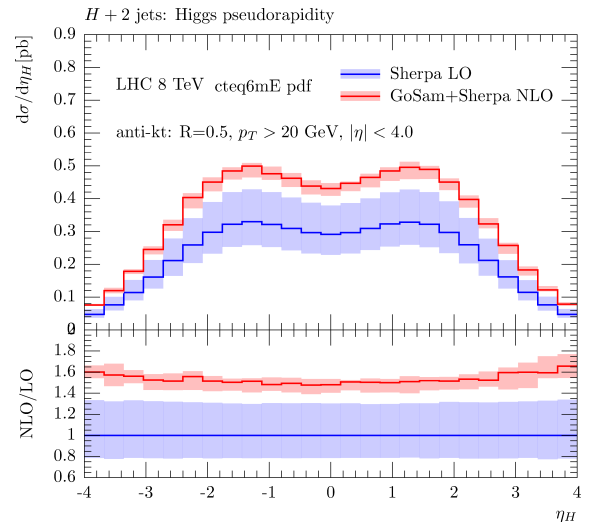 H + 2 jets: Higgs pseudorapidity
dσ/dη_H [pb]
0.9
0.8
0.7
0.6
0.5
0.4
0.3
0.2
0.1
LHC 8 TeV cteq6mE pdf
Sherpa LO
GoSam+Sherpa NLO
anti-kt: R=0.5, p_T > 20 GeV, |η| < 4.0
NLO/LO
2
1.8
1.6
1.4
1.2
1
0.8
0.6
-4 -3 -2 -1 0 1 2 3 4
η_H